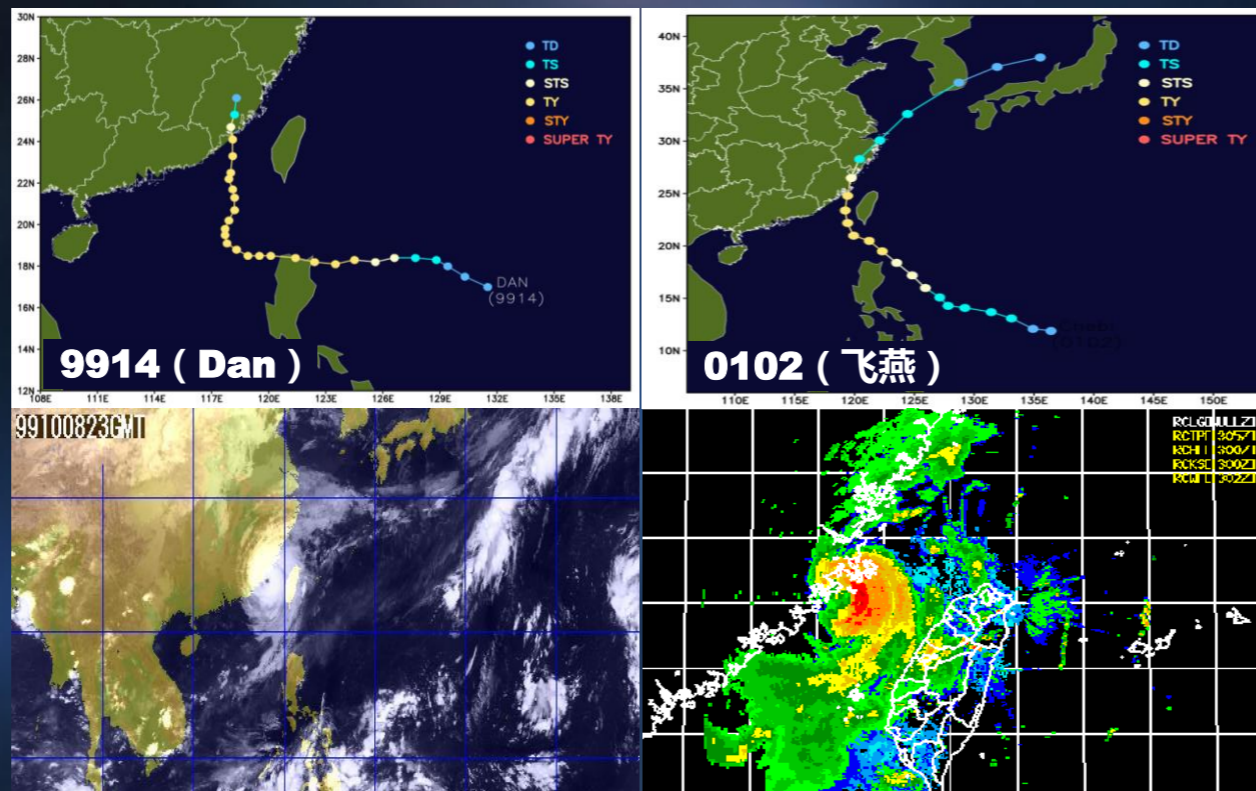 30N
28N
26N
24N
22N
20N
18N
16N
14N
12N
108E 111E 114E 117E 120E 123E 126E 129E 132E 135E 138E
TD
TS
STS
TY
STY
SUPER TY
DAN
(9914)
9914（Dan）
40N
35N
30N
25N
20N
15N
10N
110E 115E 120E 125E 130E 135E 140E 145E 150E
TD
TS
STS
TY
STY
SUPER TY
(0102)
0102（飞燕）
99100823GMT